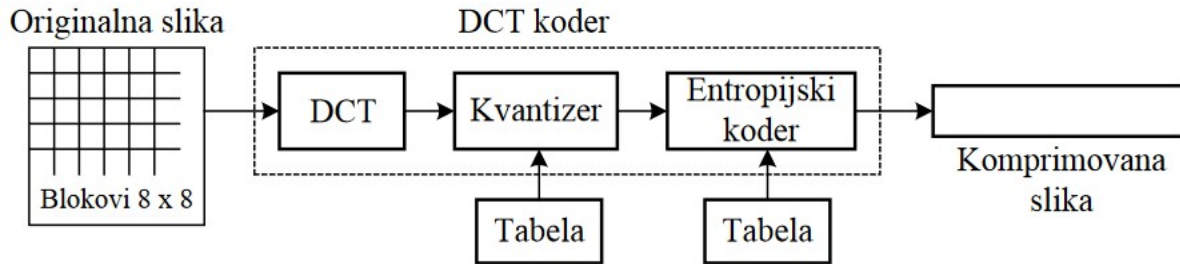 Originalna slika
DCT koder
DCT
Kvantizer
Entropijski
koder
Blokovi 8 x 8
Komprimovana
slika
Tabela
Tabela